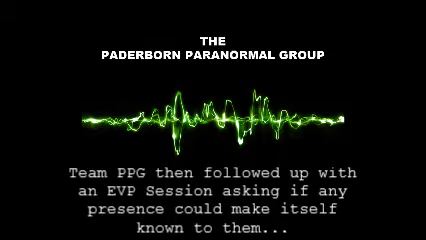 THE
PADERBORN PARANORMAL GROUP
Team PPG then followed up with
an EVP Session asking if any
presence could make itself
known to them...